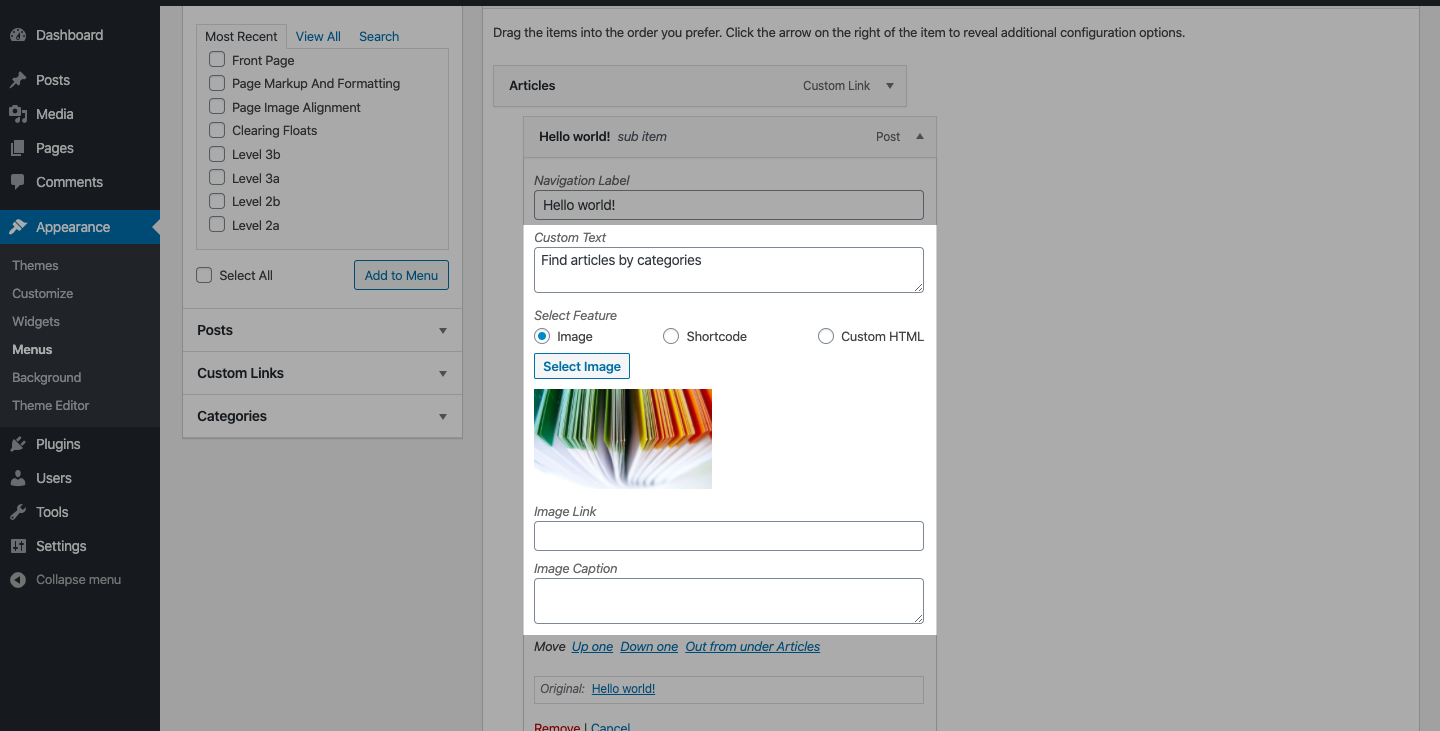 Dashboard
Posts
Media
Pages
Comments
Appearance
Themes
Customize
Widgets
Menus
Background
Theme Editor
Plugins
Users
Tools
Settings
Collapse menu
Most Recent View All Search
Front Page
Page Markup And Formatting
Page Image Alignment
Clearing Floats
Level 3b
Level 3a
Level 2b
Level 2a
Select All Add to Menu
Posts
Custom Links
Categories
Drag the items into the order you prefer. Click the arrow on the right of the item to reveal additional configuration options.
Articles Custom Link
Hello world! sub item Post
Navigation Label
Hello world!
Custom Text
Find articles by categories
Select Feature
Image Shortcode Custom HTML
Select Image
Image Link
Image Caption
Move Up one Down one Out from under Articles
Original: Hello world!
Remove | Cancel